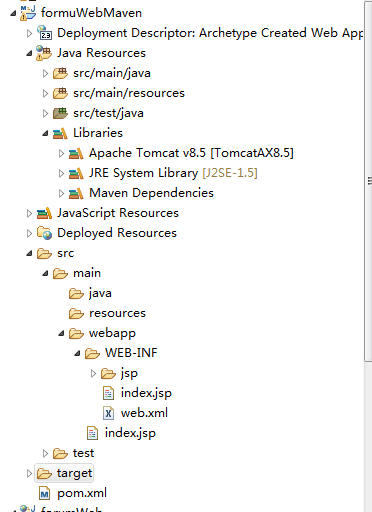 formuWebMaven
Deployment Descriptor: Archetype Created Web App
Java Resources
src/main/java
src/main/resources
src/test/java
Libraries
Apache Tomcat v8.5 [TomcatAX8.5]
JRE System Library [J2SE-1.5]
Maven Dependencies
JavaScript Resources
Deployed Resources
src
main
java
resources
webapp
WEB-INF
jsp
index.jsp
web.xml
index.jsp
test
target
pom.xml